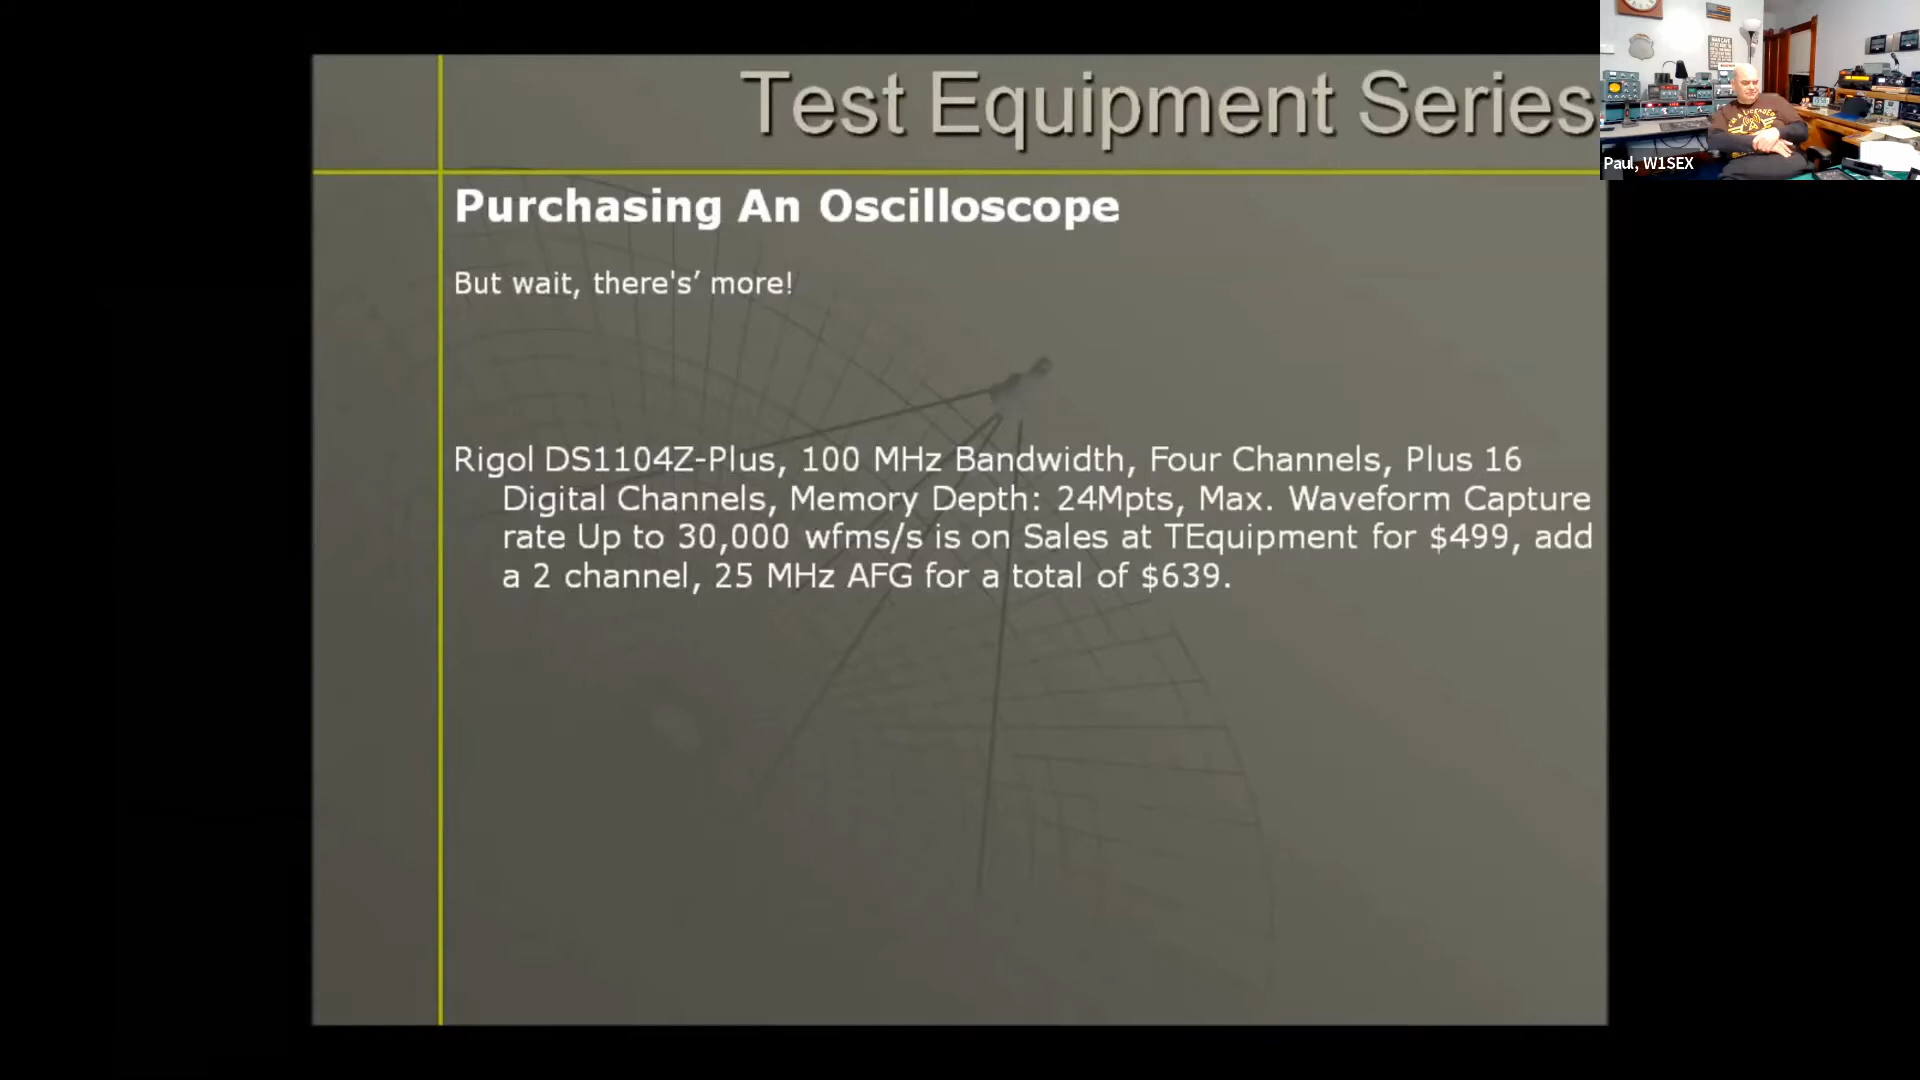 Test Equipment Series
Paul, W1SEX
Purchasing An Oscilloscope
But wait, there's’ more!
Rigol DS1104Z-Plus, 100 MHz Bandwidth, Four Channels, Plus 16
Digital Channels, Memory Depth: 24Mpts, Max. Waveform Capture
rate Up to 30,000 wfms/s is on Sales at TEquipment for $499, add
a 2 channel, 25 MHz AFG for a total of $639.